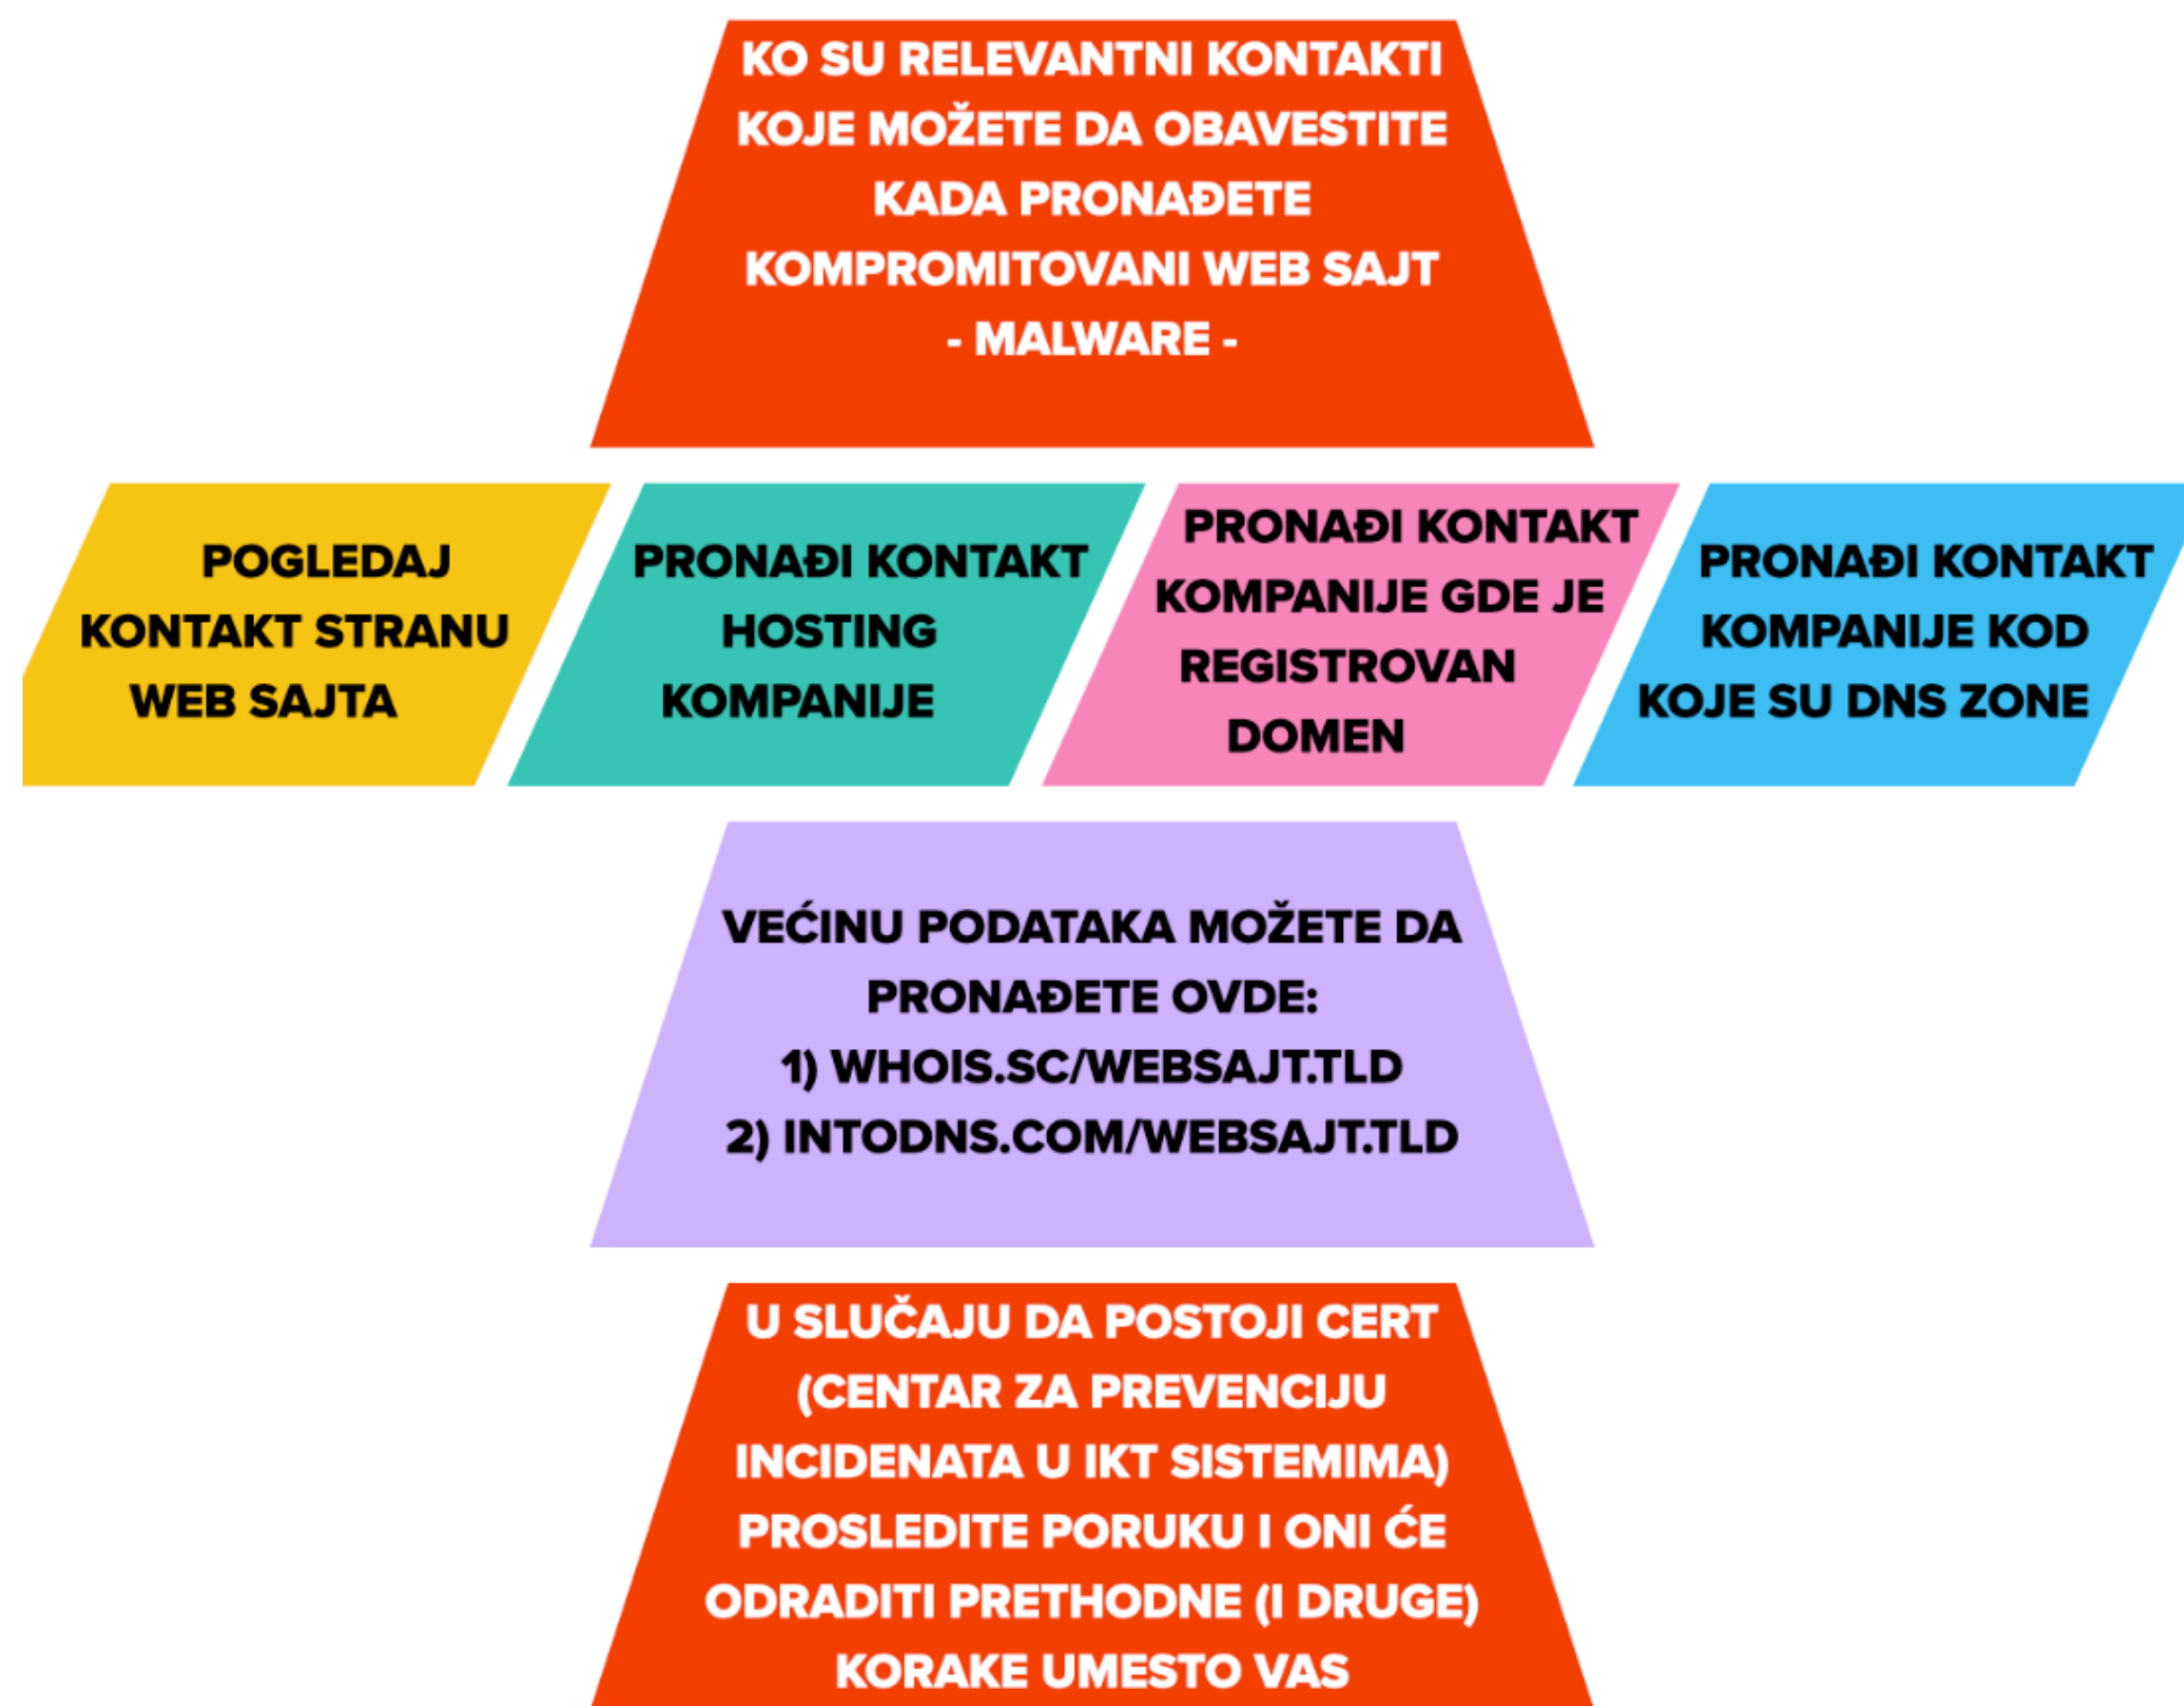 KO SU RELEVANTNI KONTAKTI
KOJE MOŽETE DA OBAVESTITE
KADA PRONAĐETE
KOMPROMITOVANI WEB SAJT
- MALWARE -
POGLEDAJ
KONTAKT STRANU
WEB SAJTA
PRONAĐI KONTAKT
HOSTING
KOMPANIJE
PRONAĐI KONTAKT
KOMPANIJE GDE JE
REGISTROVAN
DOMEN
PRONAĐI KONTAKT
KOMPANIJE KOD
KOJE SU DNS ZONE
VEĆINU PODATAKA MOŽETE DA
PRONAĐETE OVDE:
1) WHOIS.SC/WEBSAJT.TLD
2) INTODNS.COM/WEBSAJT.TLD
U SLUČAJU DA POSTOJI CERT
(CENTAR ZA PREVENCIJU
INCIDENATA U IKT SISTEMIMA)
PROSLEDITE PORUKU I ONI ĆE
ODRADITI PRETHODNE (I DRUGE)
KORAKE UMESTO VAS